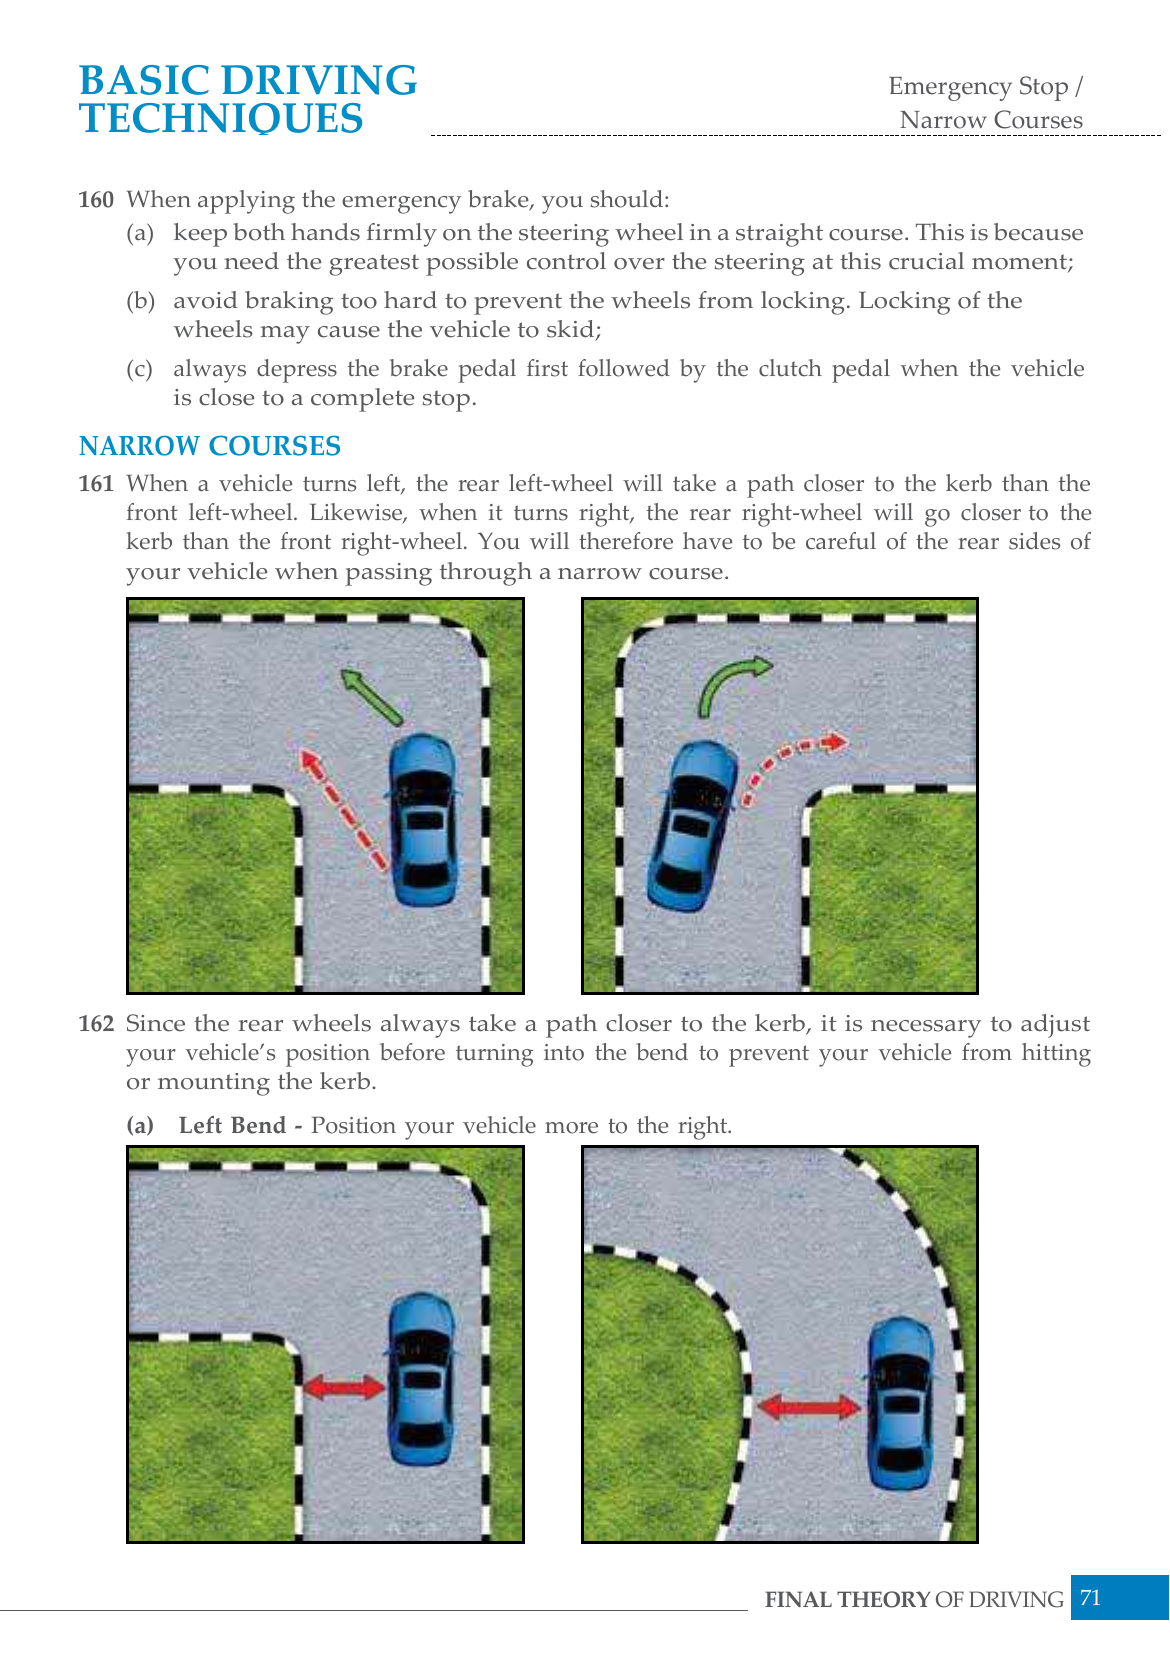 BASIC DRIVING
TECHNIQUES
Emergency Stop /
Narrow Courses
160 When applying the emergency brake, you should:
(a) keep both hands firmly on the steering wheel in a straight course. This is because
you need the greatest possible control over the steering at this crucial moment;
(b) avoid braking too hard to prevent the wheels from locking. Locking of the
wheels may cause the vehicle to skid;
(c) always depress the brake pedal first followed by the clutch pedal when the vehicle
is close to a complete stop.
NARROW COURSES
161 When a vehicle turns left, the rear left-wheel will take a path closer to the kerb than the
front left-wheel. Likewise, when it turns right, the rear right-wheel will go closer to the
kerb than the front right-wheel. You will therefore have to be careful of the rear sides of
your vehicle when passing through a narrow course.
162 Since the rear wheels always take a path closer to the kerb, it is necessary to adjust
your vehicle’s position before turning into the bend to prevent your vehicle from hitting
or mounting the kerb.
(a) Left Bend - Position your vehicle more to the right.
FINAL THEORY OF DRIVING 71